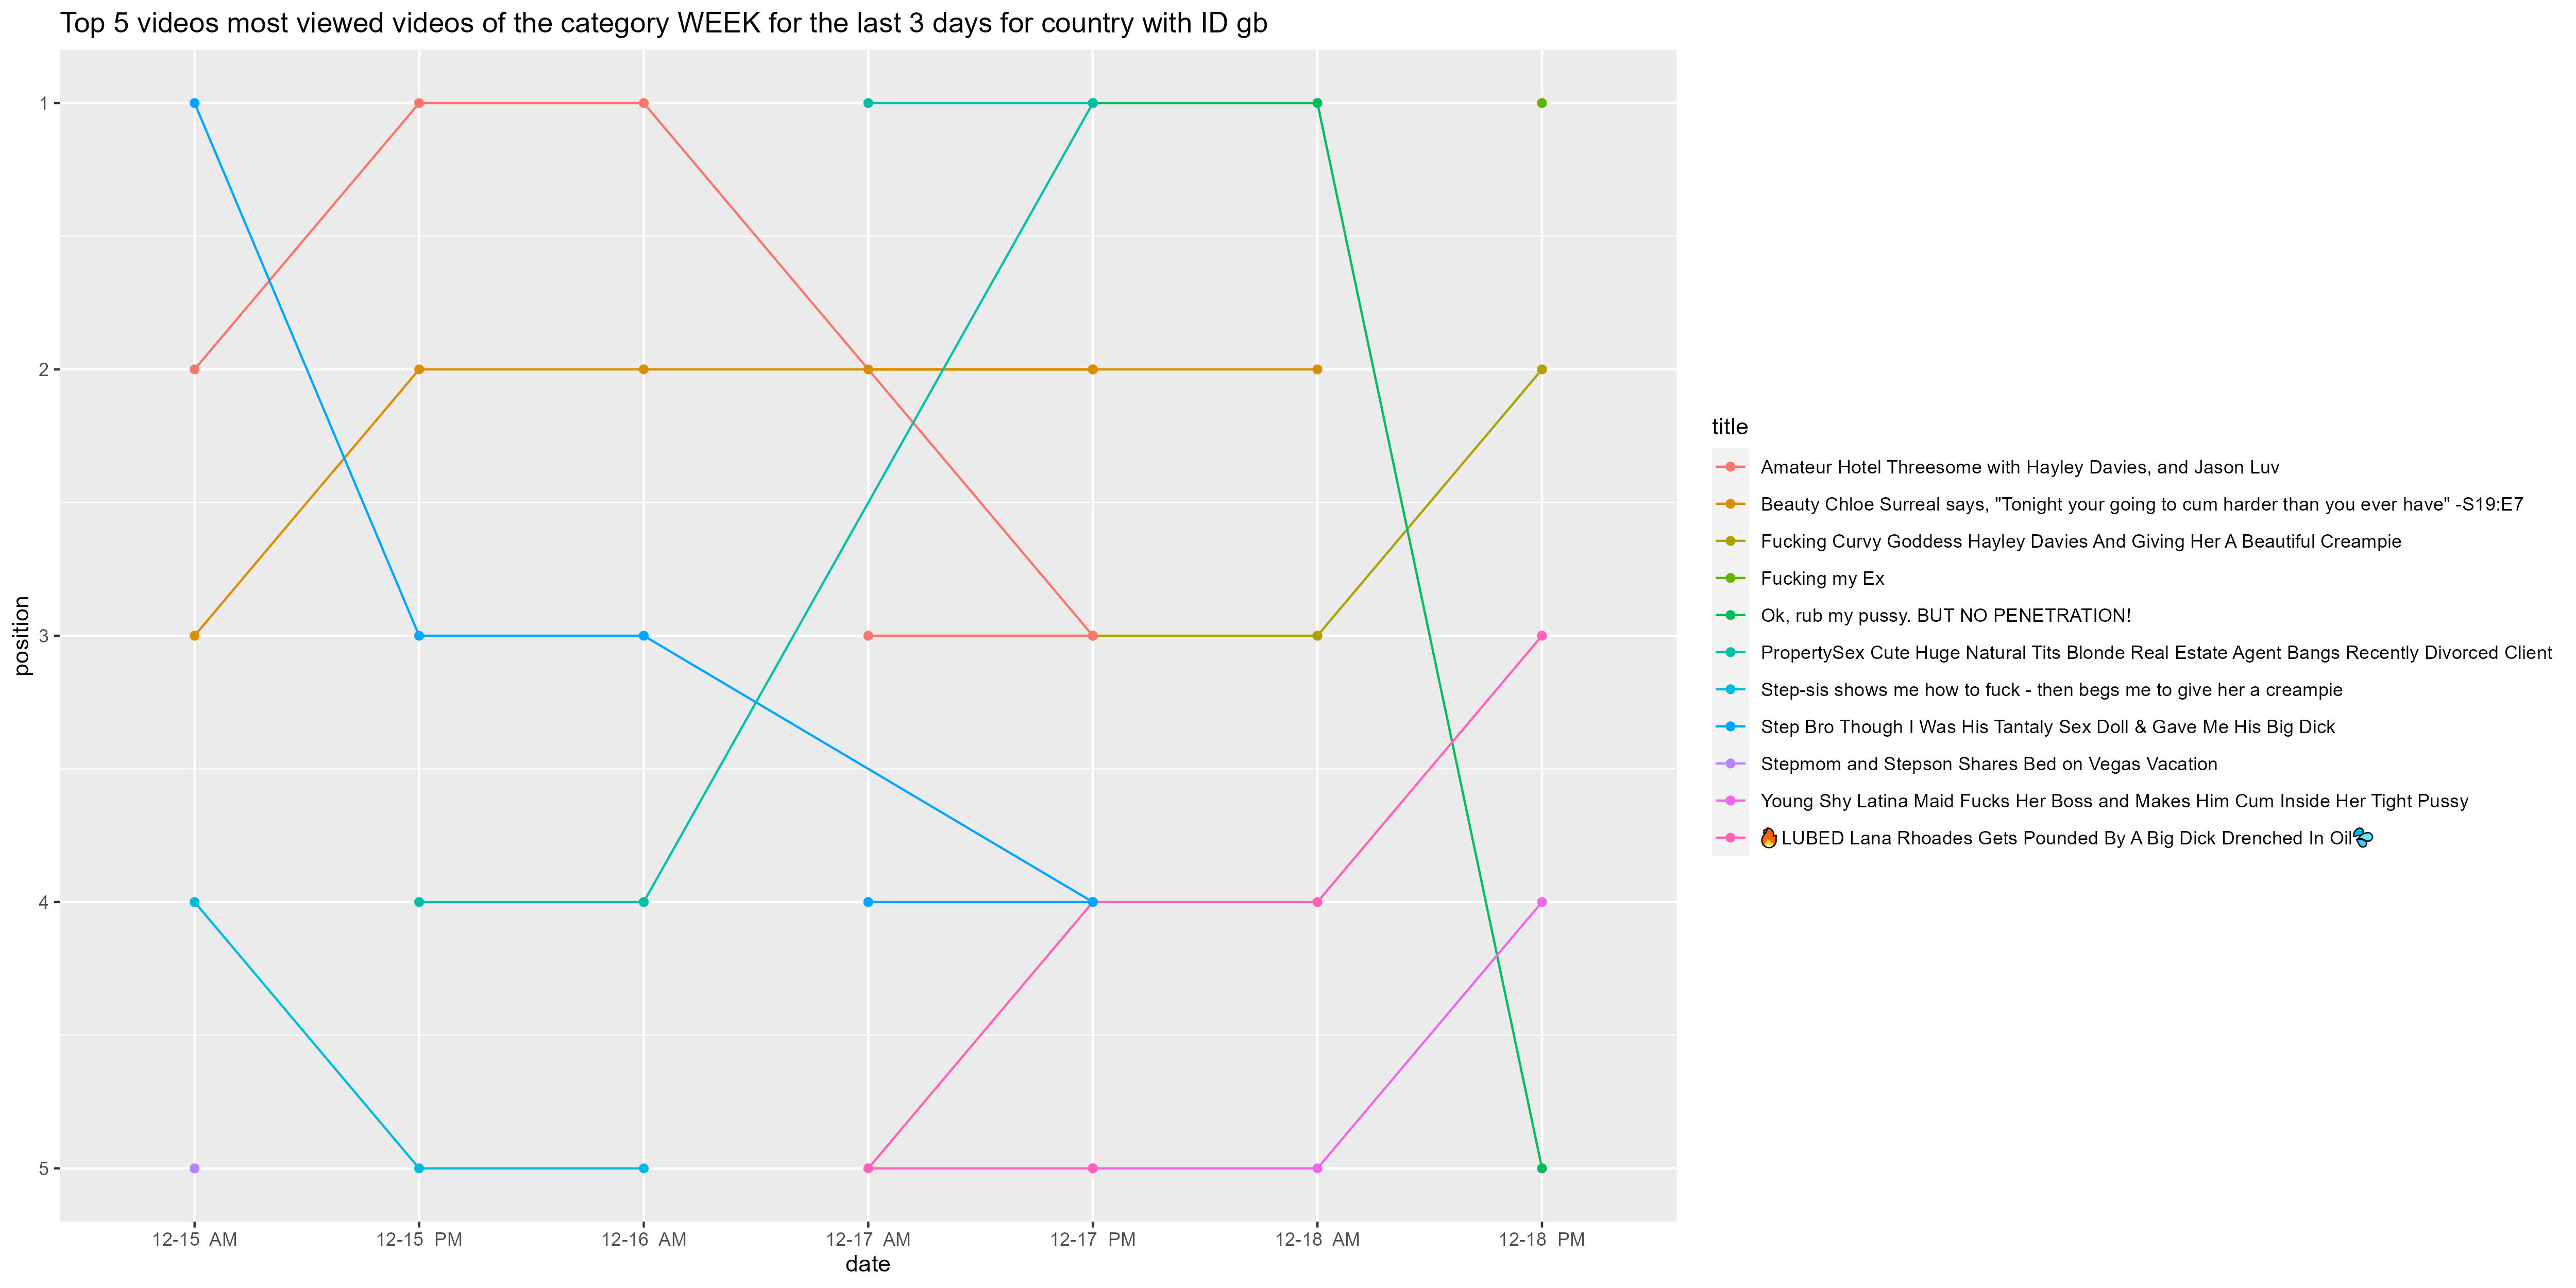 Top 5 videos most viewed videos of the category WEEK for the last 3 days for country with ID gb
position
1
2
3
4
5
12-15 AM
12-15 PM
12-16 AM
12-17 AM
12-17 PM
12-18 AM
12-18 PM
date
title
Amateur Hotel Threesome with Hayley Davies, and Jason Luv
Beauty Chloe Surreal says, "Tonight your going to cum harder than you ever have" -S19:E7
Fucking Curvy Goddess Hayley Davies And Giving Her A Beautiful Creampie
Fucking my Ex
Ok, rub my pussy. BUT NO PENETRATION!
PropertySex Cute Huge Natural Tits Blonde Real Estate Agent Bangs Recently Divorced Client
Step-sis shows me how to fuck - then begs me to give her a creampie
Step Bro Though I Was His Tantaly Sex Doll & Gave Me His Big Dick
Stepmom and Stepson Shares Bed on Vegas Vacation
Young Shy Latina Maid Fucks Her Boss and Makes Him Cum Inside Her Tight Pussy
🔥LUBED Lana Rhoades Gets Pounded By A Big Dick Drenched In Oil💦